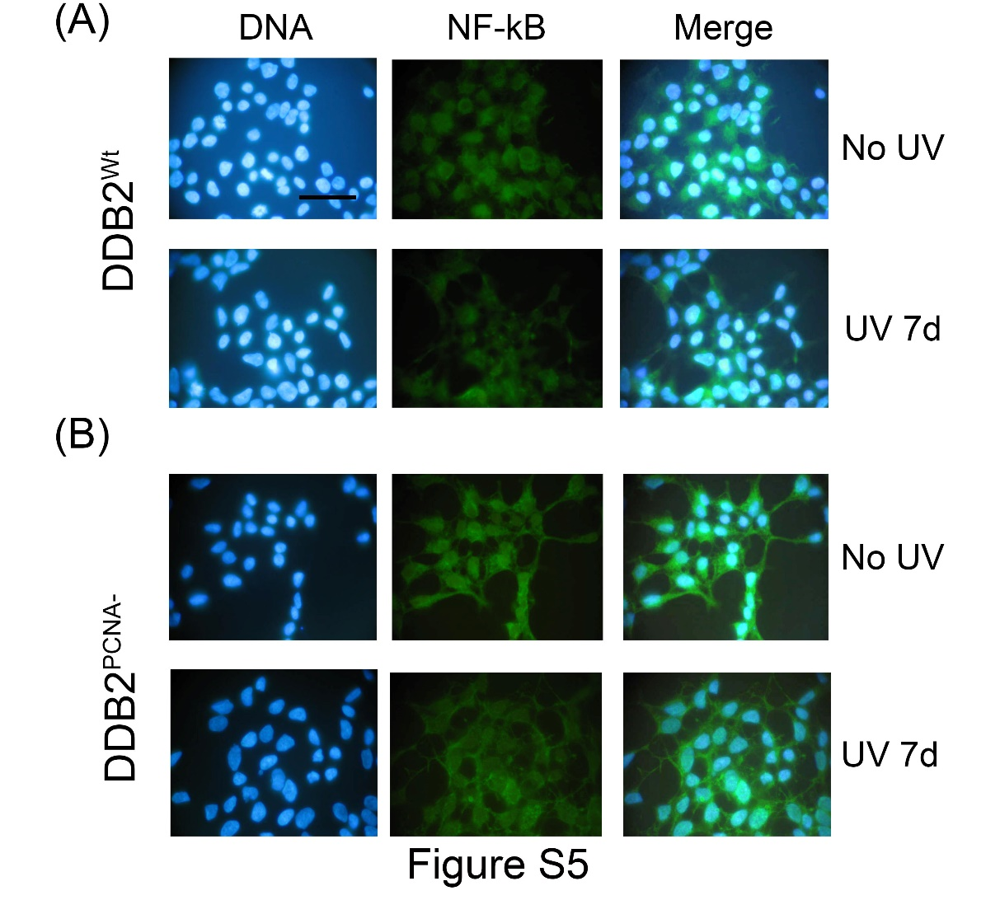 (A)
DNA NF-kB Merge
DDB2Wt
No UV
UV 7d
(B)
DDB2PCNA-
No UV
UV 7d
Figure S5